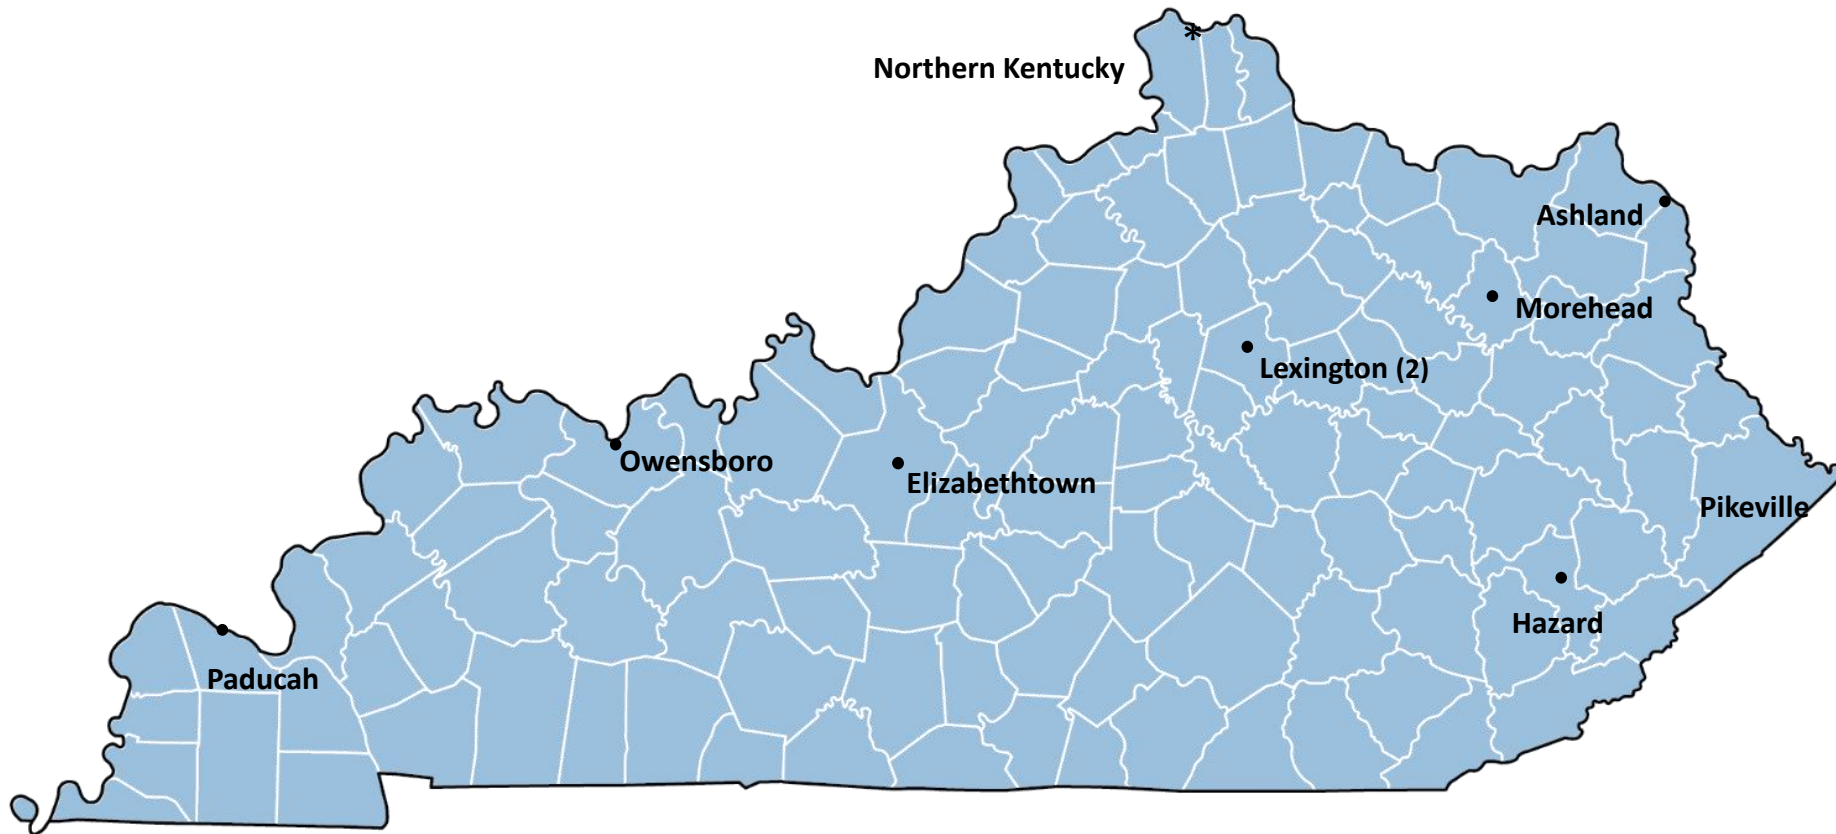 *
Northern Kentucky
Ashland
Morehead
Lexington (2)
Owensboro
Elizabethtown
Pikeville
Hazard
Paducah